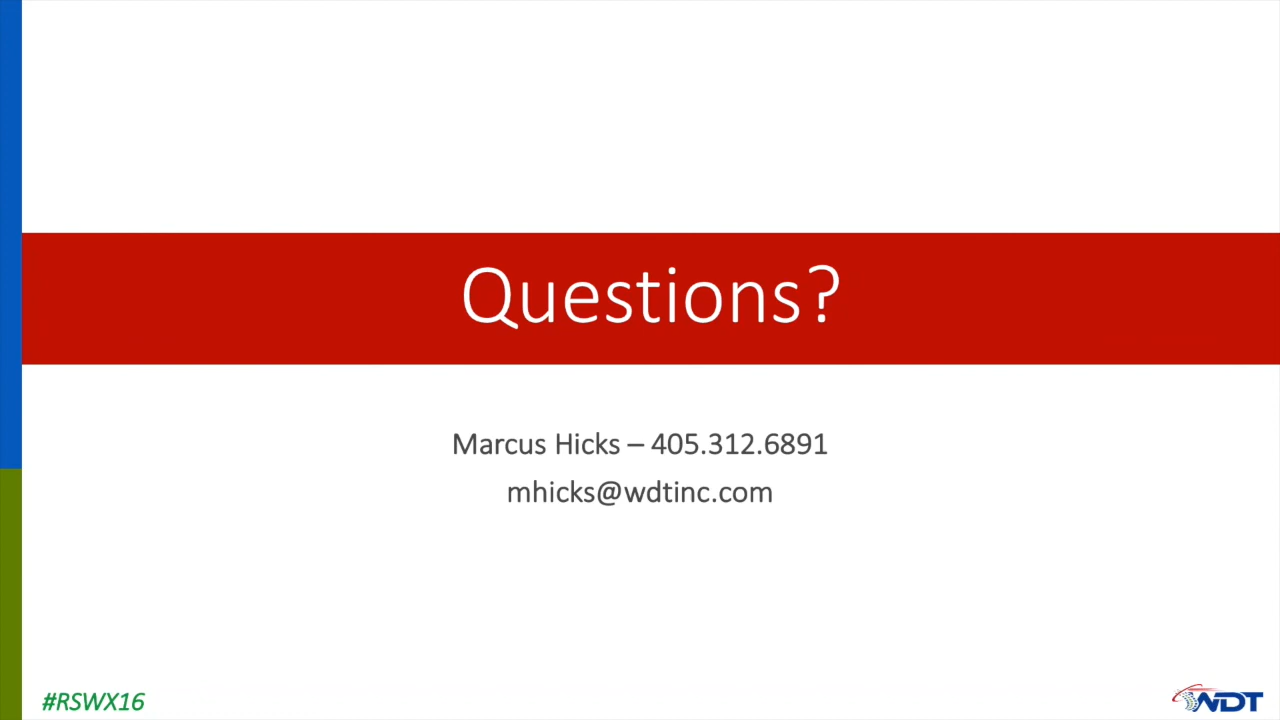 Questions?
Marcus Hicks – 405.312.6891
mhicks@wdtinc.com
#RSWX16
WDT